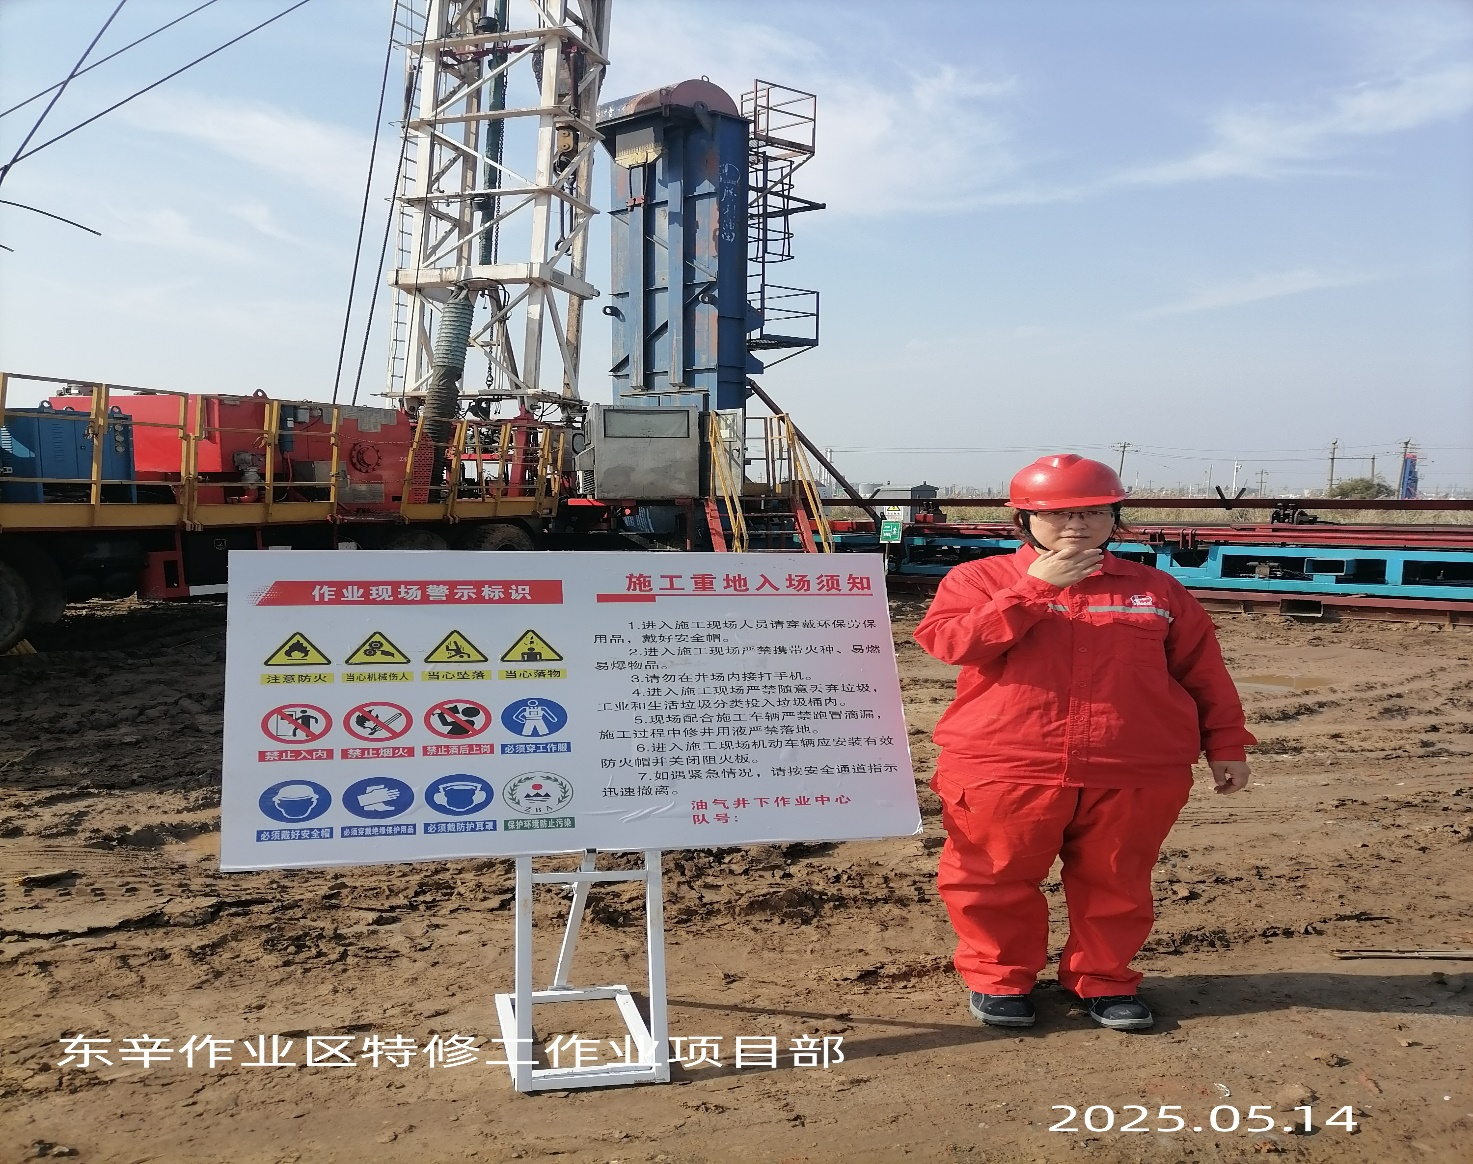 胜利油
作业现场警示标识
注意防火
当心机械伤人
当心坠落
当心落物
禁止入内
禁止烟火
禁止酒后上岗
必须穿工作服
必须戴好安全帽
必须穿戴绝缘保护用品
必须戴防护耳罩
保护环境防止污染
施工重地入场须知
1.进入施工现场人员请穿戴环保劳保
用品，戴好安全帽。
2.进入施工现场严禁携带火种、易燃
易爆物品。
3.请勿在井场内接打手机。
4.进入施工现场严禁随意丢弃垃圾，
工业和生活垃圾分类投入垃圾桶内。
5.现场配合施工车辆严禁跑冒滴漏，
施工过程中修井用液严禁落地。
6.进入施工现场机动车辆应安装有效
防火帽并关闭阻火板。
7.如遇紧急情况，请按安全通道指示
迅速撤离。
油气井下作业中心
队号：
东辛作业区特修工作业项目部
2025.05.14